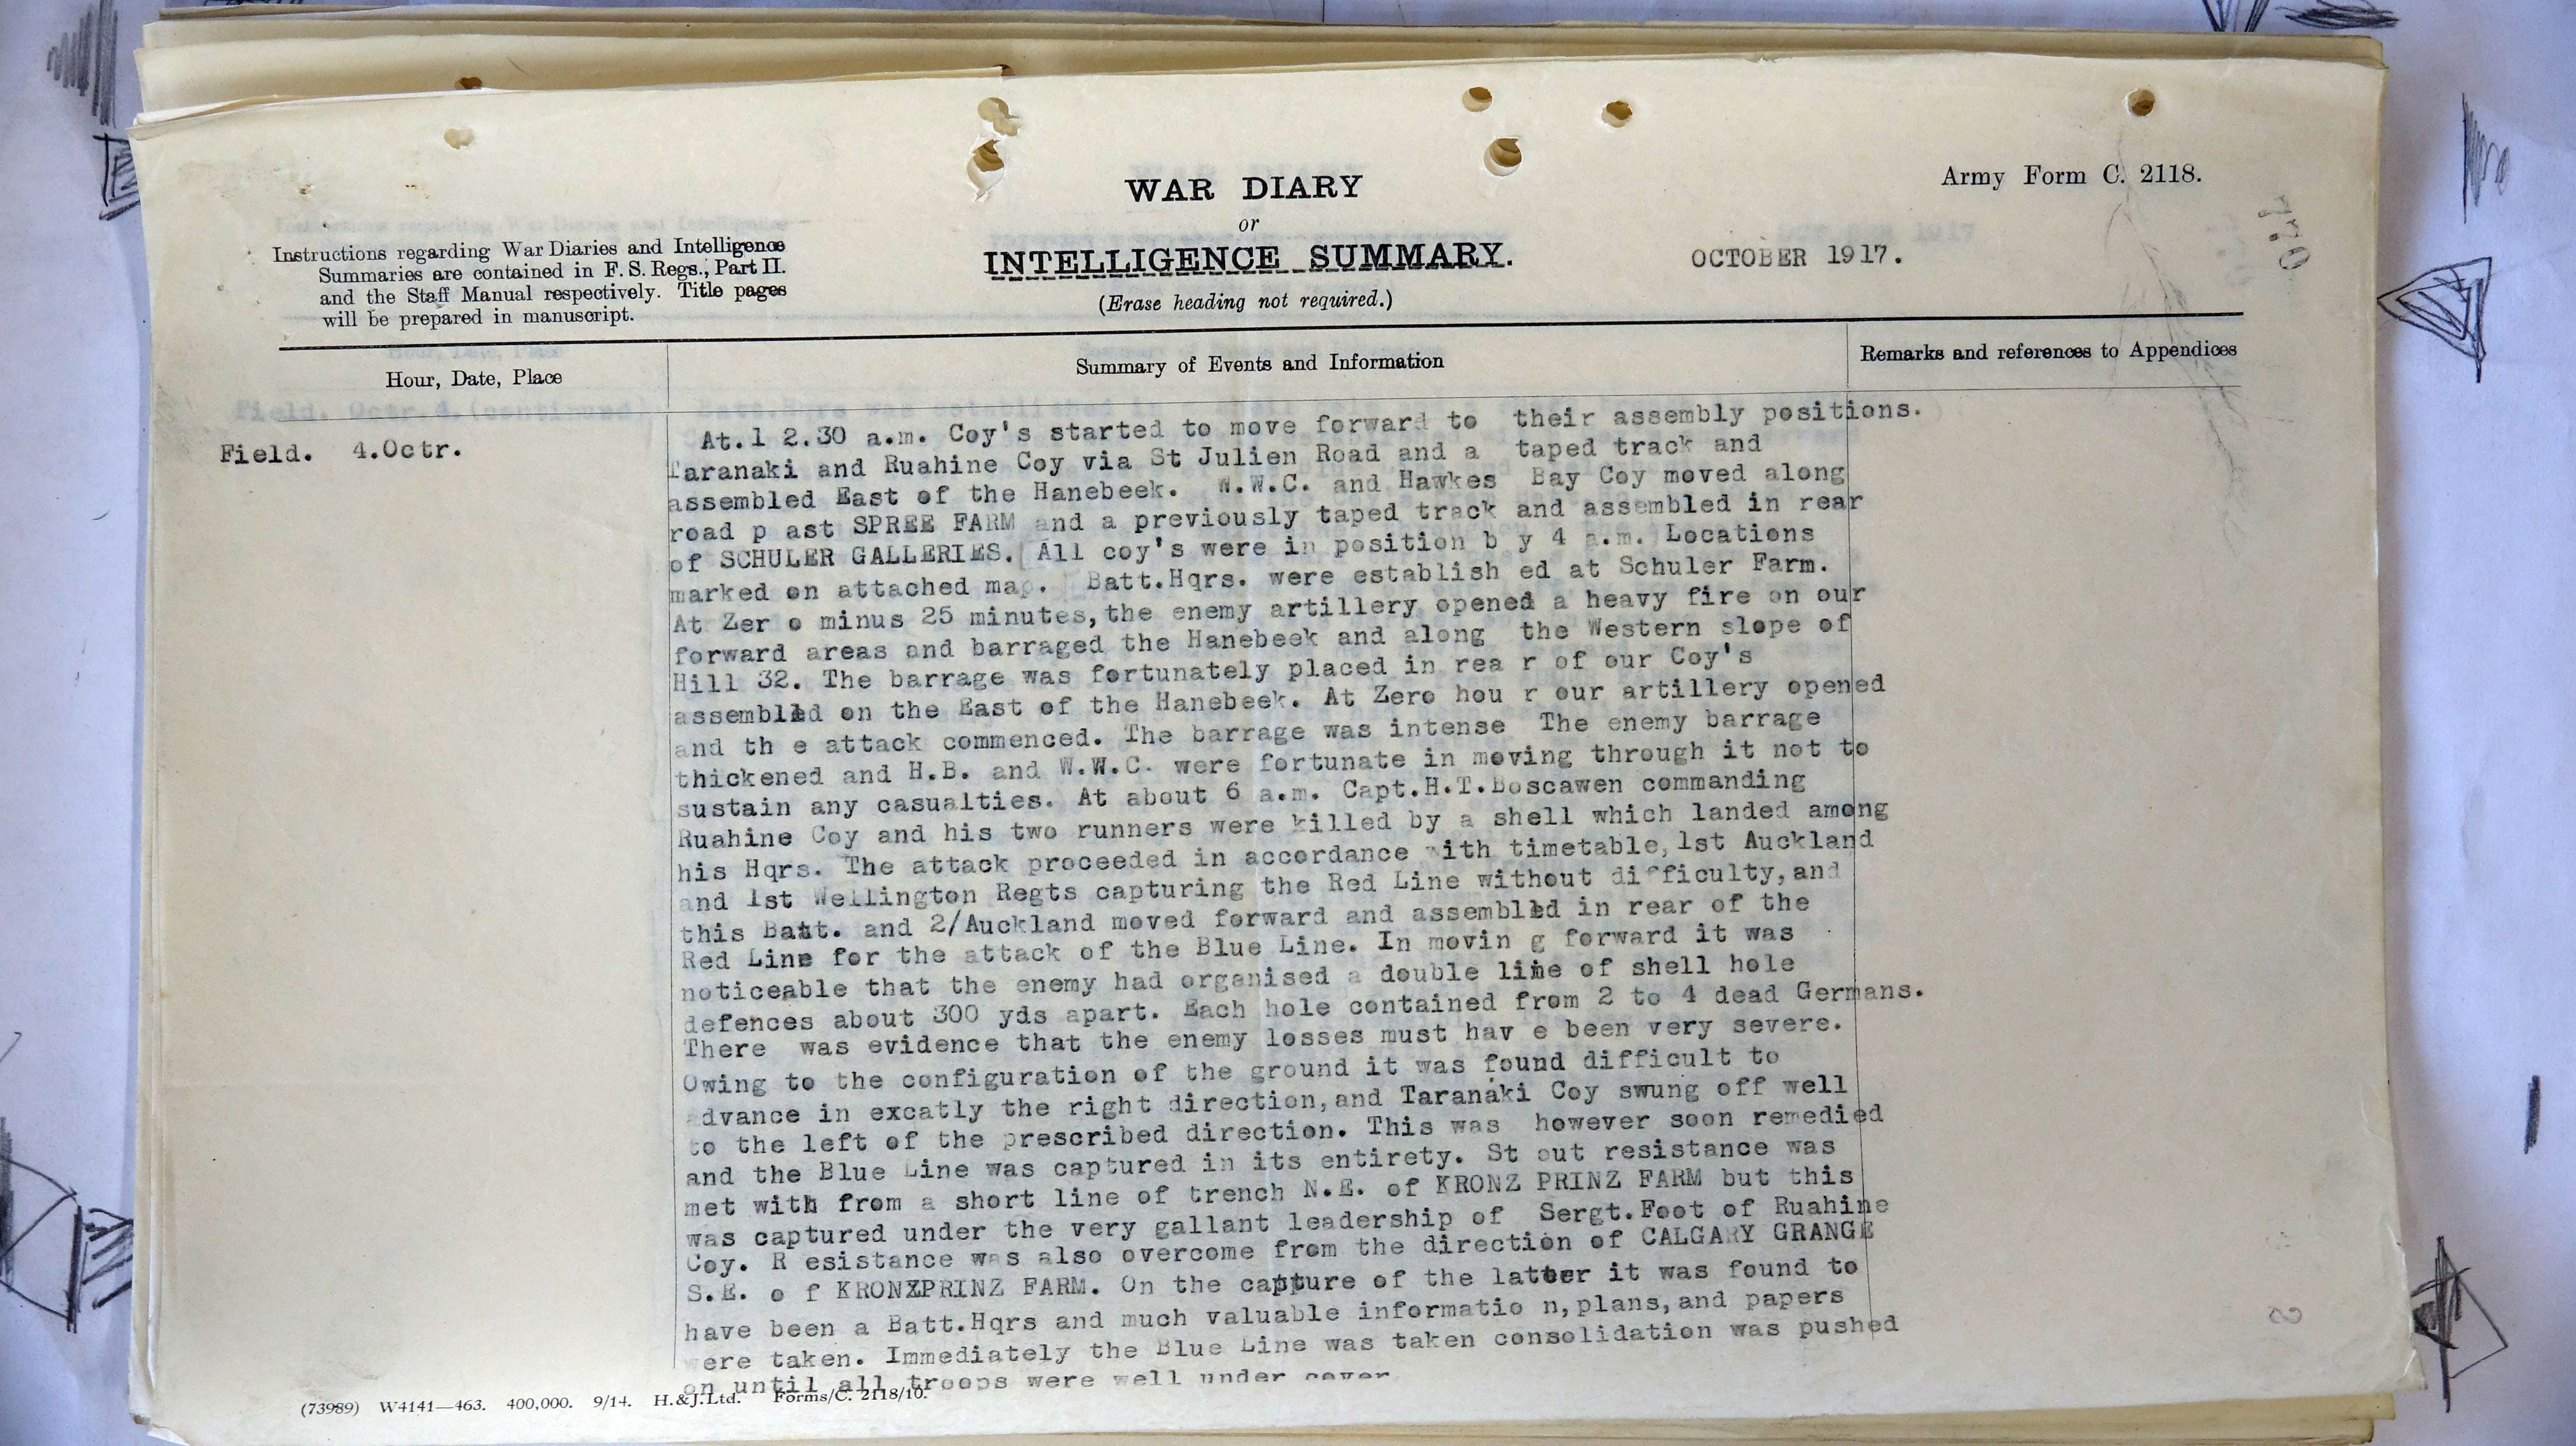 WAR DIARY
or
INTELLIGENCE SUMMARY.
(Erase heading not required.)
Army Form C. 2118.
770
Instructions regarding War Diaries and Intelligence
Summaries are contained in F. S. Regs., Part II.
and the Staff Manual respectively. Title pages
will be prepared in manuscript.
OCTOBER 1917.
Hour, Date, Place
Summary of Events and Information
Remarks and references to Appendices
Field. 4.Octr.
At.1 2.30 a.m. Coy's started to move forward to their assembly positions.
Taranaki and Ruahine Coy via St Julien Road and a taped track and
assembled East of the Hanebeek. W.W.C. and Hawkes Bay Coy moved along
road p ast SPREE FARM and a previously taped track and assembled in rear
of SCHULER GALLERIES. All coy's were in position b y 4 a.m. Locations
marked on attached map. Batt.Hqrs. were establish ed at Schuler Farm.
At Zer o minus 25 minutes,the enemy artillery opened a heavy fire on our
forward areas and barraged the Hanebeek and along the Western slope of
Hill 32. The barrage was fortunately placed in rea r of our Coy's
assembled on the East of the Hanebeek. At Zero hou r our artillery opened
and th e attack commenced. The barrage was intense The enemy barrage
thickened and H.B. and W.W.C. were fortunate in moving through it not to
sustain any casualties. At about 6 a.m. Capt.H.T.Boscawen commanding
Ruahine Coy and his two runners were killed by a shell which landed among
his Hqrs. The attack proceeded in accordance with timetable,1st Auckland
and 1st Wellington Regts capturing the Red Line without difficulty,and
this Batt. and 2/Auckland moved forward and assembled in rear of the
Red Line for the attack of the Blue Line. In movin g forward it was
noticeable that the enemy had organised a double line of shell hole
defences about 300 yds apart. Each hole contained from 2 to 4 dead Germans.
There was evidence that the enemy losses must hav e been very severe.
Owing to the configuration of the ground it was found difficult to
advance in excatly the right direction,and Taranaki Coy swung off well
to the left of the prescribed direction. This was however soon remedied
and the Blue Line was captured in its entirety. St out resistance was
met with from a short line of trench N.E. of KRONZ PRINZ FARM but this
was captured under the very gallant leadership of Sergt.Foot of Ruahine
Coy. R esistance was also overcome from the direction of CALGARY GRANGE
S.E. o f KRONZPRINZ FARM. On the capture of the latter it was found to
have been a Batt.Hqrs and much valuable informatio n,plans,and papers
were taken. Immediately the Blue Line was taken consolidation was pushed
on until all troops were well under cover.
(73989) W4141—463. 400,000. 9/14. H.&J.Ltd. Forms/C. 2118/10.